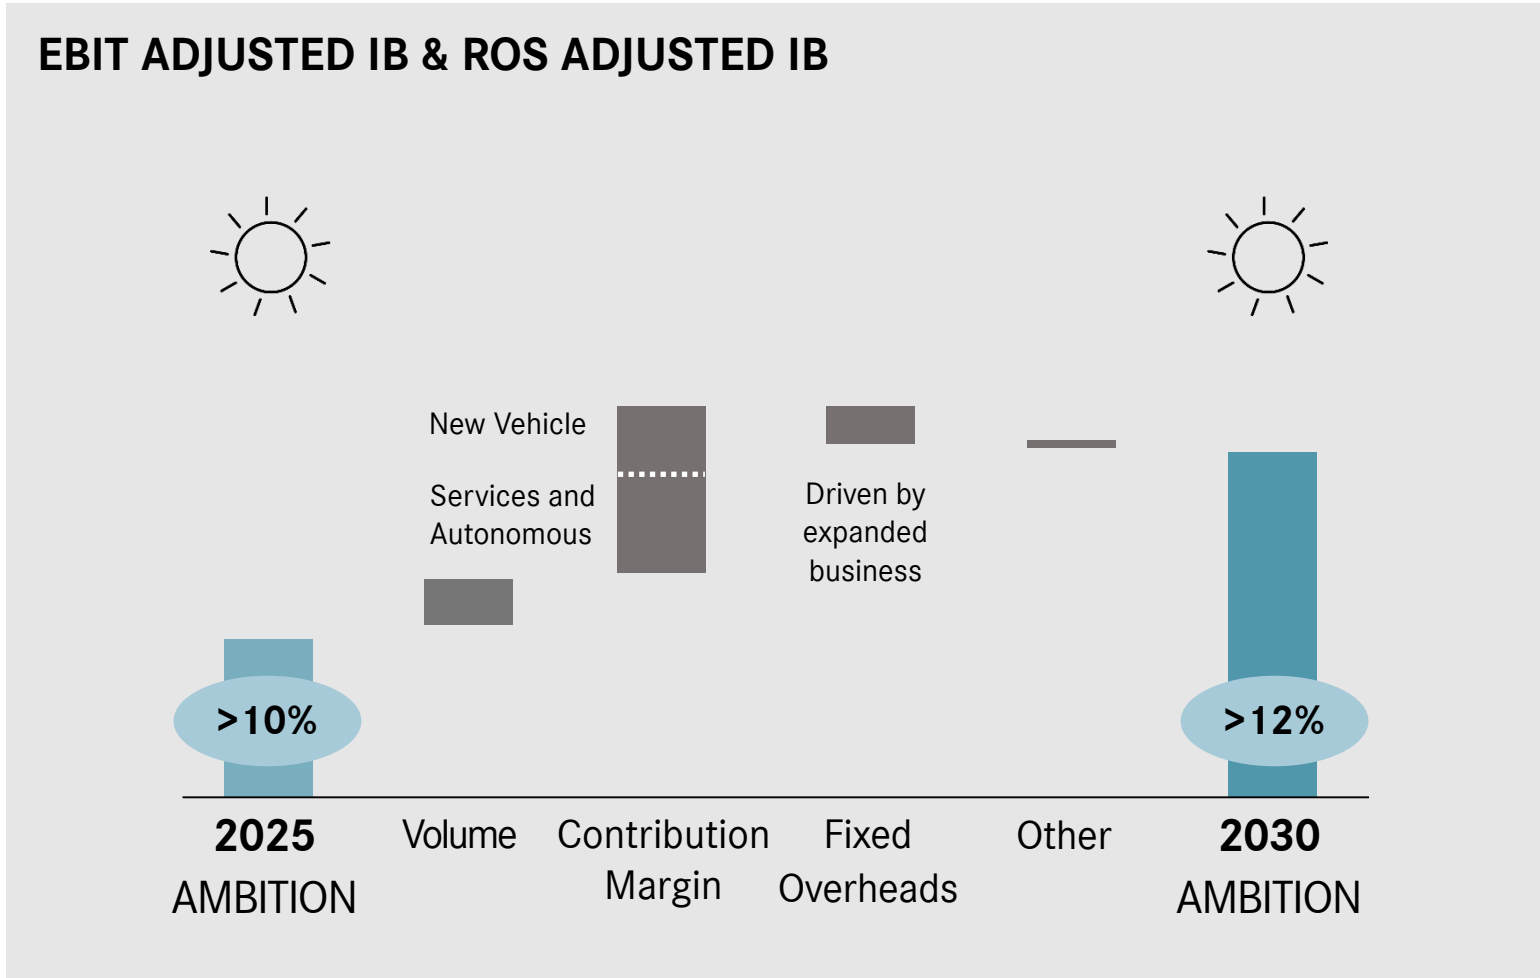 EBIT ADJUSTED IB & ROS ADJUSTED IB
New Vehicle
Services and
Autonomous
Driven by
expanded
business
>10%
>12%
2025
AMBITION
Volume
Contribution
Margin
Fixed
Overheads
Other
2030
AMBITION